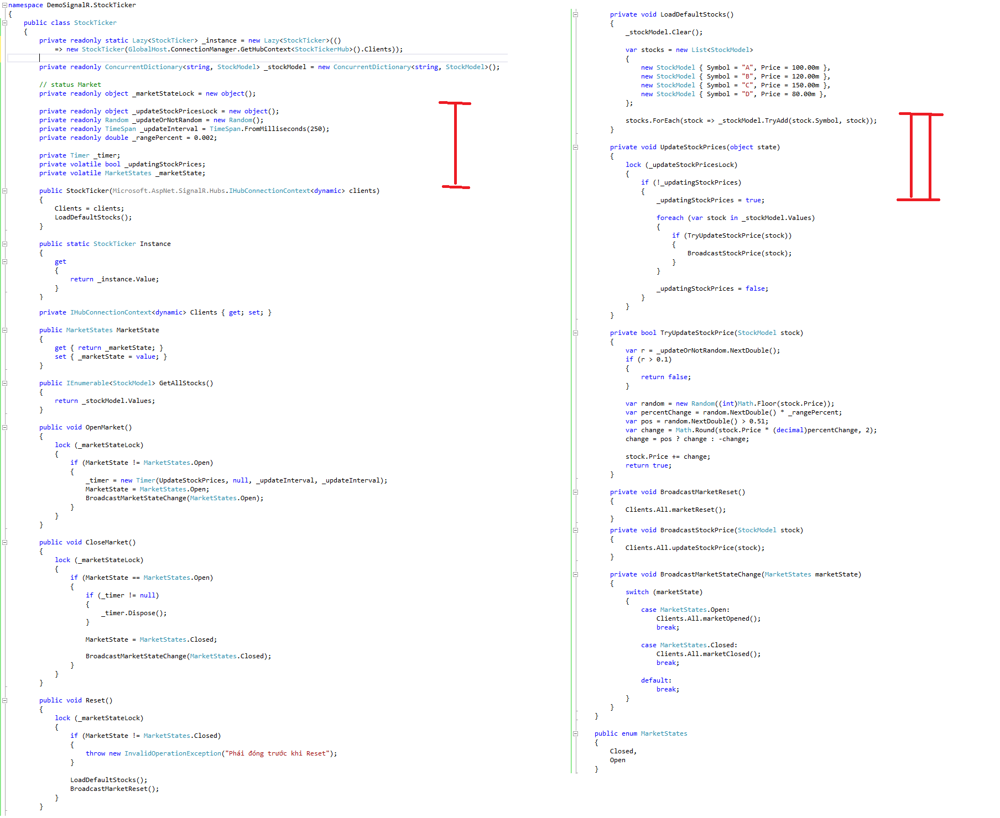 namespace DemoSignalR.StockTicker
{
    public class StockTicker
    {
        private readonly static Lazy<StockTicker> _instance = new Lazy<StockTicker>(()
            => new StockTicker(GlobalHost.ConnectionManager.GetHubContext<StockTickerHub>().Clients));

        private readonly ConcurrentDictionary<string, StockModel> _stockModel = new ConcurrentDictionary<string, StockModel>();

        // status Market
        private readonly object _marketStateLock = new object();

        private readonly object _updateStockPricesLock = new object();
        private readonly Random _updateOrNotRandom = new Random();
        private readonly TimeSpan _updateInterval = TimeSpan.FromMilliseconds(250);
        private readonly double _rangePercent = 0.002;

        private Timer _timer;
        private volatile bool _updatingStockPrices;
        private volatile MarketStates _marketState;

        public StockTicker(Microsoft.AspNet.SignalR.Hubs.IHubConnectionContext<dynamic> clients)
        {
            Clients = clients;
            LoadDefaultStocks();
        }

        public static StockTicker Instance
        {
            get
            {
                return _instance.Value;
            }
        }

        private IHubConnectionContext<dynamic> Clients { get; set; }

        public MarketStates MarketState
        {
            get { return _marketState; }
            set { _marketState = value; }
        }

        public IEnumerable<StockModel> GetAllStocks()
        {
            return _stockModel.Values;
        }

        public void OpenMarket()
        {
            lock (_marketStateLock)
            {
                if (MarketState != MarketStates.Open)
                {
                    _timer = new Timer(UpdateStockPrices, null, _updateInterval, _updateInterval);
                    MarketState = MarketStates.Open;
                    BroadcastMarketStateChange(MarketStates.Open);
                }
            }
        }

        public void CloseMarket()
        {
            lock (_marketStateLock)
            {
                if (MarketState == MarketStates.Open)
                {
                    if (_timer != null)
                    {
                        _timer.Dispose();
                    }

                    MarketState = MarketStates.Closed;

                    BroadcastMarketStateChange(MarketStates.Closed);
                }
            }
        }

        public void Reset()
        {
            lock (_marketStateLock)
            {
                if (MarketState != MarketStates.Closed)
                {
                    throw new InvalidOperationException("Phái đóng trước khi Reset");
                }

                LoadDefaultStocks();
                BroadcastMarketReset();
            }
        }
I

        private void LoadDefaultStocks()
        {
            _stockModel.Clear();

            var stocks = new List<StockModel>
            {
                new StockModel { Symbol = "A", Price = 100.00m },
                new StockModel { Symbol = "B", Price = 120.00m },
                new StockModel { Symbol = "C", Price = 150.00m },
                new StockModel { Symbol = "D", Price = 80.00m },
            };

            stocks.ForEach(stock => _stockModel.TryAdd(stock.Symbol, stock));
        }

        private void UpdateStockPrices(object state)
        {
            lock (_updateStockPricesLock)
            {
                if (!_updatingStockPrices)
                {
                    _updatingStockPrices = true;

                    foreach (var stock in _stockModel.Values)
                    {
                        if (TryUpdateStockPrice(stock))
                        {
                            BroadcastStockPrice(stock);
                        }
                    }

                    _updatingStockPrices = false;
                }
            }
        }

        private bool TryUpdateStockPrice(StockModel stock)
        {
            var r = _updateOrNotRandom.NextDouble();
            if (r > 0.1)
            {
                return false;
            }

            var random = new Random((int)Math.Floor(stock.Price));
            var percentChange = random.NextDouble() * _rangePercent;
            var pos = random.NextDouble() > 0.51;
            var change = Math.Round(stock.Price * (decimal)percentChange, 2);
            change = pos ? change : -change;

            stock.Price += change;
            return true;
        }

        private void BroadcastMarketReset()
        {
            Clients.All.marketReset();
        }
        private void BroadcastStockPrice(StockModel stock)
        {
            Clients.All.updateStockPrice(stock);
        }

        private void BroadcastMarketStateChange(MarketStates marketState)
        {
            switch (marketState)
            {
                case MarketStates.Open:
                    Clients.All.marketOpened();
                    break;

                case MarketStates.Closed:
                    Clients.All.marketClosed();
                    break;

                default:
                    break;
            }
        }
    }

    public enum MarketStates
    {
        Closed,
        Open
    }
II